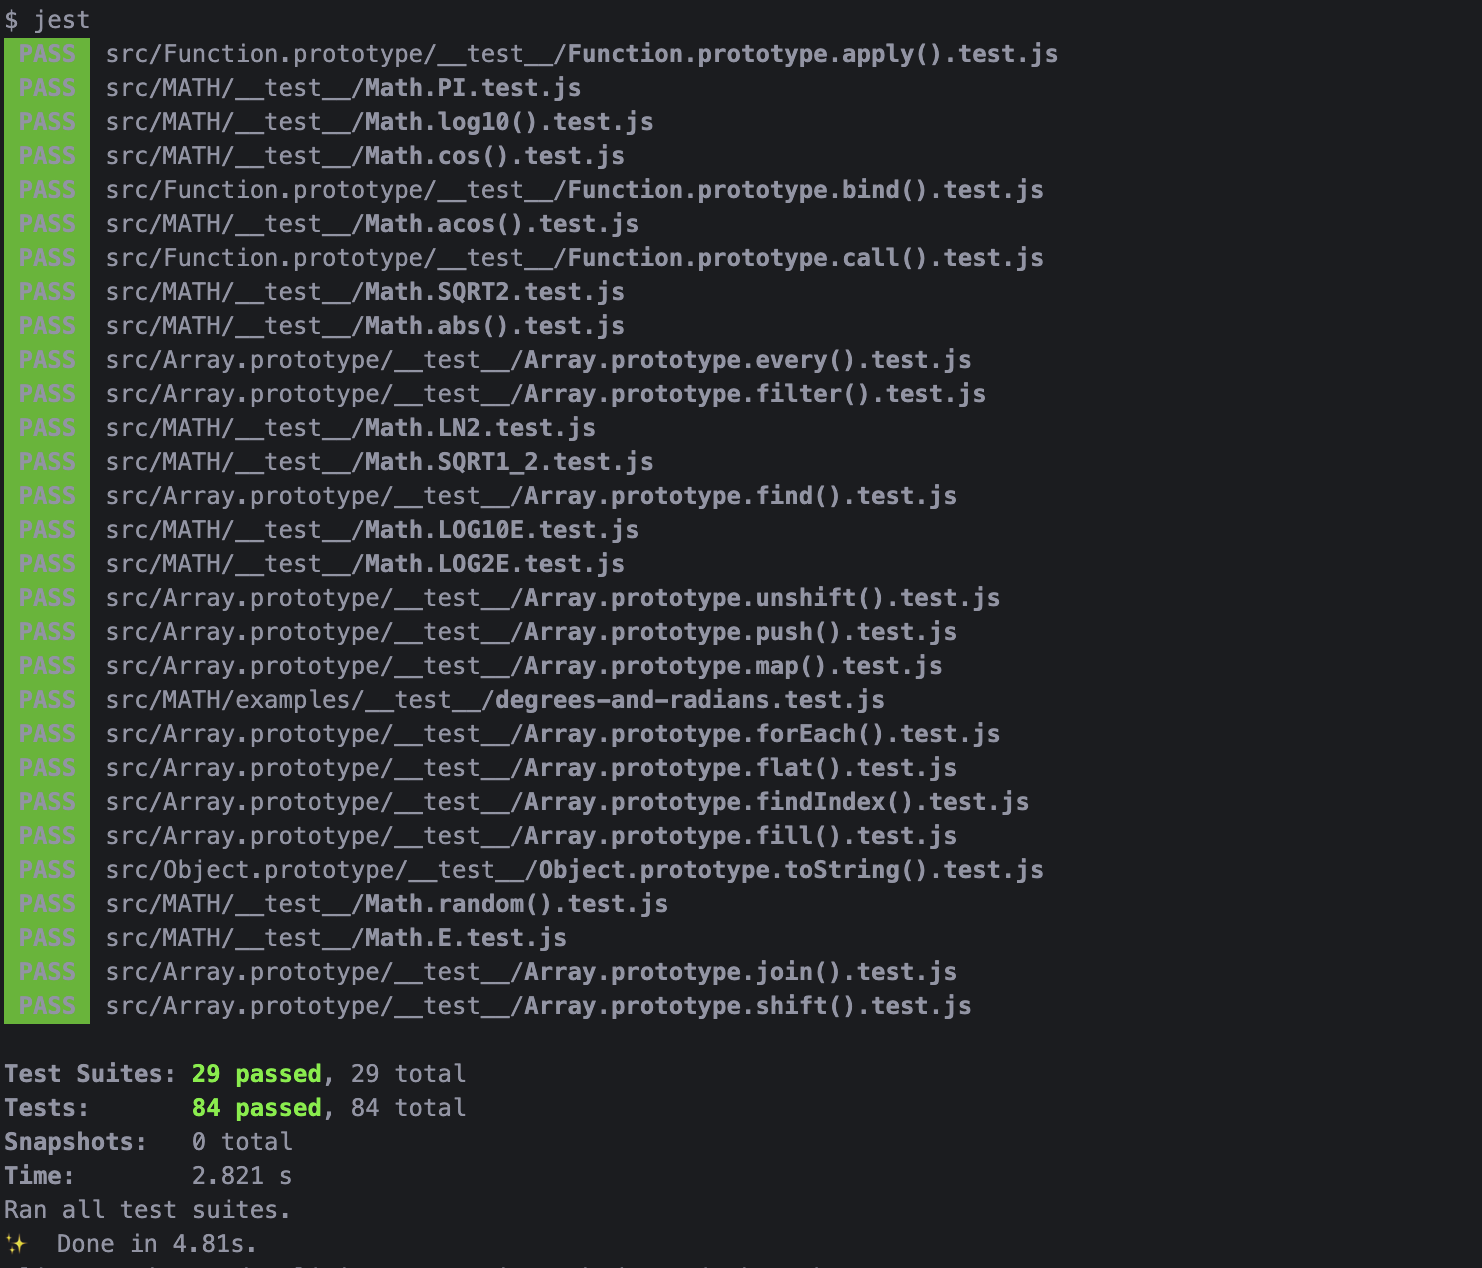 $ jest
PASS src/Function.prototype/__test__/Function.prototype.apply().test.js
PASS src/MATH/__test__/Math.PI.test.js
PASS src/MATH/__test__/Math.log10().test.js
PASS src/MATH/__test__/Math.cos().test.js
PASS src/Function.prototype/__test__/Function.prototype.bind().test.js
PASS src/MATH/__test__/Math.acos().test.js
PASS src/Function.prototype/__test__/Function.prototype.call().test.js
PASS src/MATH/__test__/Math.SQRT2.test.js
PASS src/MATH/__test__/Math.abs().test.js
PASS src/Array.prototype/__test__/Array.prototype.every().test.js
PASS src/Array.prototype/__test__/Array.prototype.filter().test.js
PASS src/MATH/__test__/Math.LN2.test.js
PASS src/MATH/__test__/Math.SQRT1_2.test.js
PASS src/Array.prototype/__test__/Array.prototype.find().test.js
PASS src/MATH/__test__/Math.LOG10E.test.js
PASS src/MATH/__test__/Math.LOG2E.test.js
PASS src/Array.prototype/__test__/Array.prototype.unshift().test.js
PASS src/Array.prototype/__test__/Array.prototype.push().test.js
PASS src/Array.prototype/__test__/Array.prototype.map().test.js
PASS src/MATH/examples/__test__/degrees-and-radians.test.js
PASS src/Array.prototype/__test__/Array.prototype.forEach().test.js
PASS src/Array.prototype/__test__/Array.prototype.flat().test.js
PASS src/Array.prototype/__test__/Array.prototype.findIndex().test.js
PASS src/Array.prototype/__test__/Array.prototype.fill().test.js
PASS src/Object.prototype/__test__/Object.prototype.toString().test.js
PASS src/MATH/__test__/Math.random().test.js
PASS src/MATH/__test__/Math.E.test.js
PASS src/Array.prototype/__test__/Array.prototype.join().test.js
PASS src/Array.prototype/__test__/Array.prototype.shift().test.js
Test Suites: 29 passed, 29 total
Tests: 84 passed, 84 total
Snapshots: 0 total
Time: 2.821 s
Ran all test suites.
✨ Done in 4.81s.